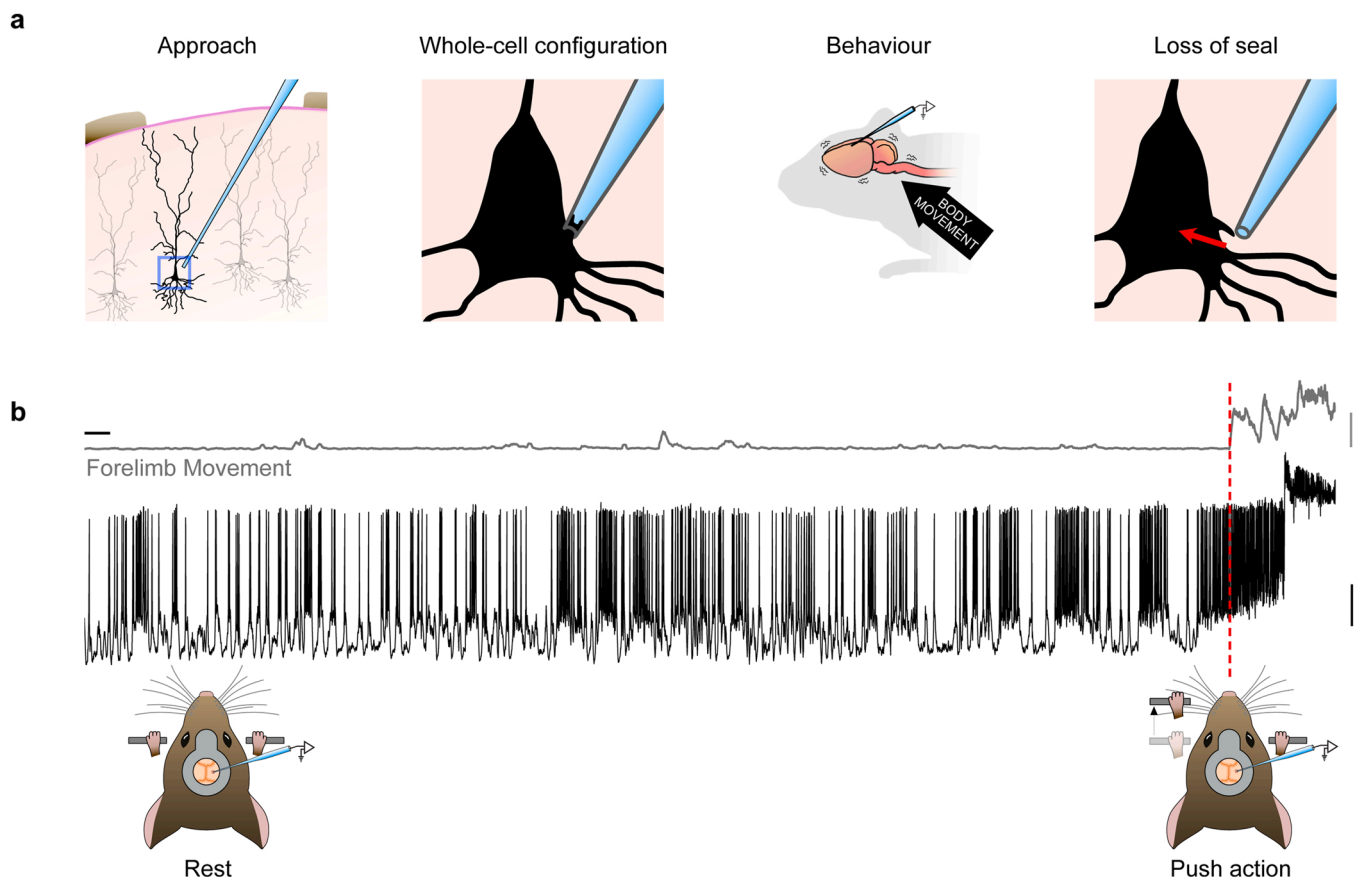 a
Approach
Whole-cell configuration
Behaviour
Loss of seal
BODY
MOVEMENT
b
Forelimb Movement
Rest
Push action